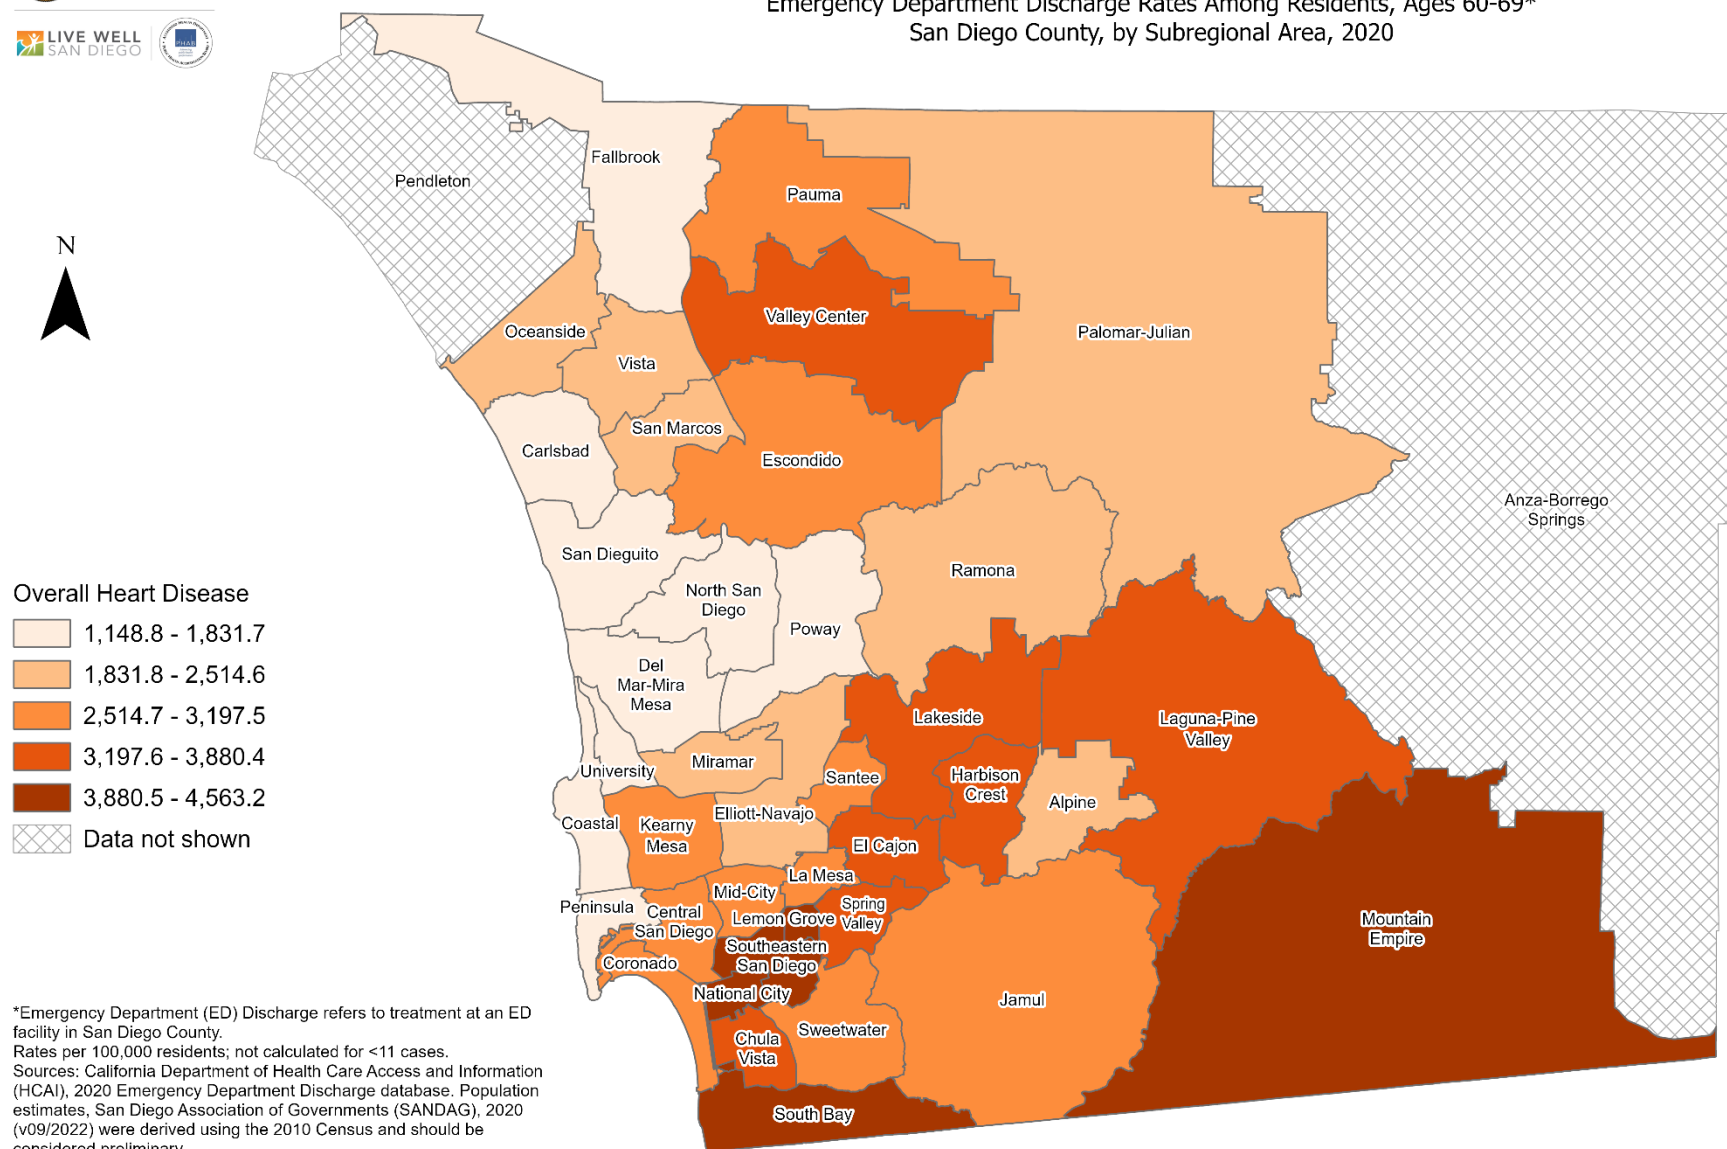 Emergency Department Discharge Rates Among Residents, Ages 60-69*
San Diego County, by Subregional Area, 2020
LIVE WELL
SAN DIEGO
PHAB
N
Fallbrook
Pendleton
Pauma
Valley Center
Oceanside
Palomar-Julian
Vista
San Marcos
Carlsbad
Escondido
Anza-Borrego
Springs
San Dieguito
Ramona
North San
Diego
Poway
Del
Mar-Mira
Mesa
Lakeside
Laguna-Pine
Valley
Miramar
University
Santee
Harbison
Crest
Alpine
Elliott-Navajo
Coastal
Kearny
Mesa
El Cajon
La Mesa
Mid-City
Peninsula
Central
San Diego
Lemon Grove
Spring
Valley
Mountain
Empire
Southeastern
San Diego
Coronado
National City
Jamul
Sweetwater
Chula
Vista
South Bay
Overall Heart Disease
1,148.8 - 1,831.7
1,831.8 - 2,514.6
2,514.7 - 3,197.5
3,197.6 - 3,880.4
3,880.5 - 4,563.2
Data not shown
*Emergency Department (ED) Discharge refers to treatment at an ED
facility in San Diego County.
Rates per 100,000 residents; not calculated for <11 cases.
Sources: California Department of Health Care Access and Information
(HCAI), 2020 Emergency Department Discharge database. Population
estimates, San Diego Association of Governments (SANDAG), 2020
(v09/2022) were derived using the 2010 Census and should be
considered preliminary.